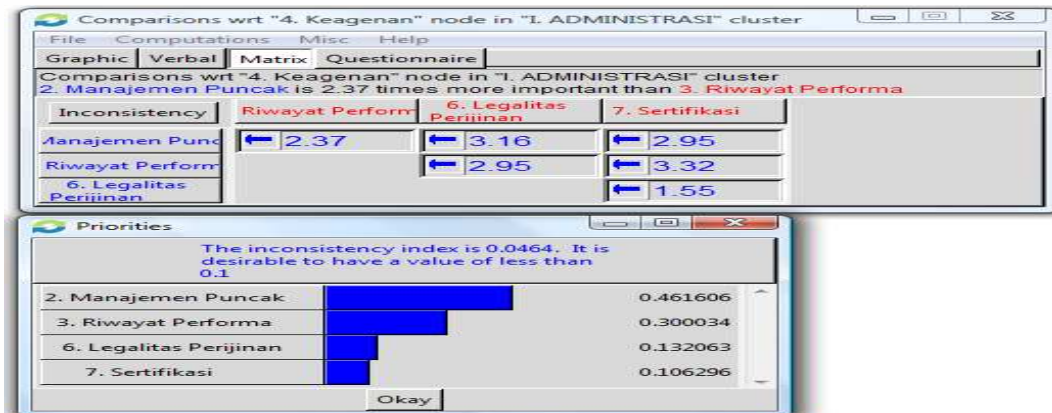 Comparisons wrt "4. Keagenan" node in "I. ADMINISTRASI" cluster
File Computations Misc Help
Graphic Verbal Matrix Questionnaire
Comparisons wrt "4. Keagenan" node in "I. ADMINISTRASI" cluster
2. Manajemen Puncak is 2.37 times more important than 3. Riwayat Performa
Inconsistency Riwayat Perform 6. Legalitas Perijinan 7. Sertifikasi
Manajemen Punc 2.37 3.16 2.95
Riwayat Perform 2.95 3.32
6. Legalitas Perijinan 1.55
Priorities
The inconsistency index is 0.0464. It is
desirable to have a value of less than
0.1
2. Manajemen Puncak 0.461606
3. Riwayat Performa 0.300034
6. Legalitas Perijinan 0.132063
7. Sertifikasi 0.106296
Okay